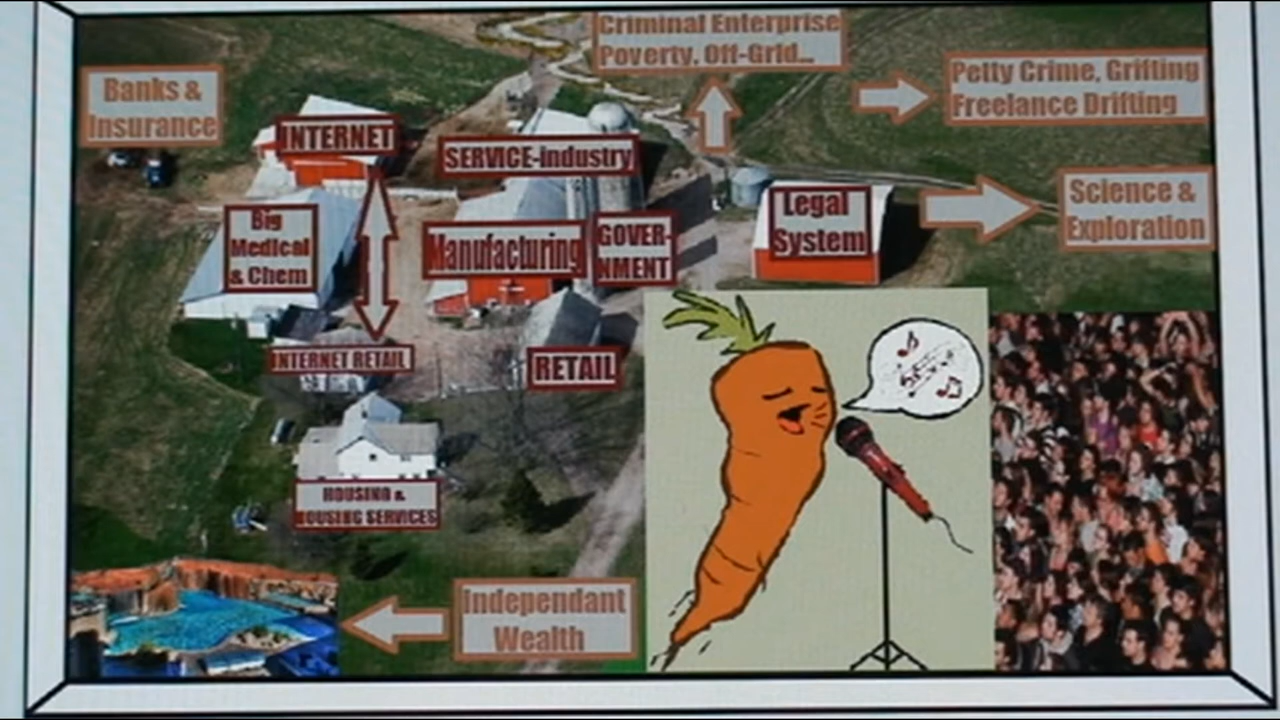 Criminal Enterprise
Poverty, Off-Grid...
Petty Crime, Grifting
Freelance Drifting
Banks &
Insurance
INTERNET
SERVICE-industry
Science &
Exploration
Legal
System
Big
Medical
& Chem
Manufacturing
GOVER-
NMENT
INTERNET RETAIL
RETAIL
HOUSING &
HOUSING SERVICES
Independant
Wealth